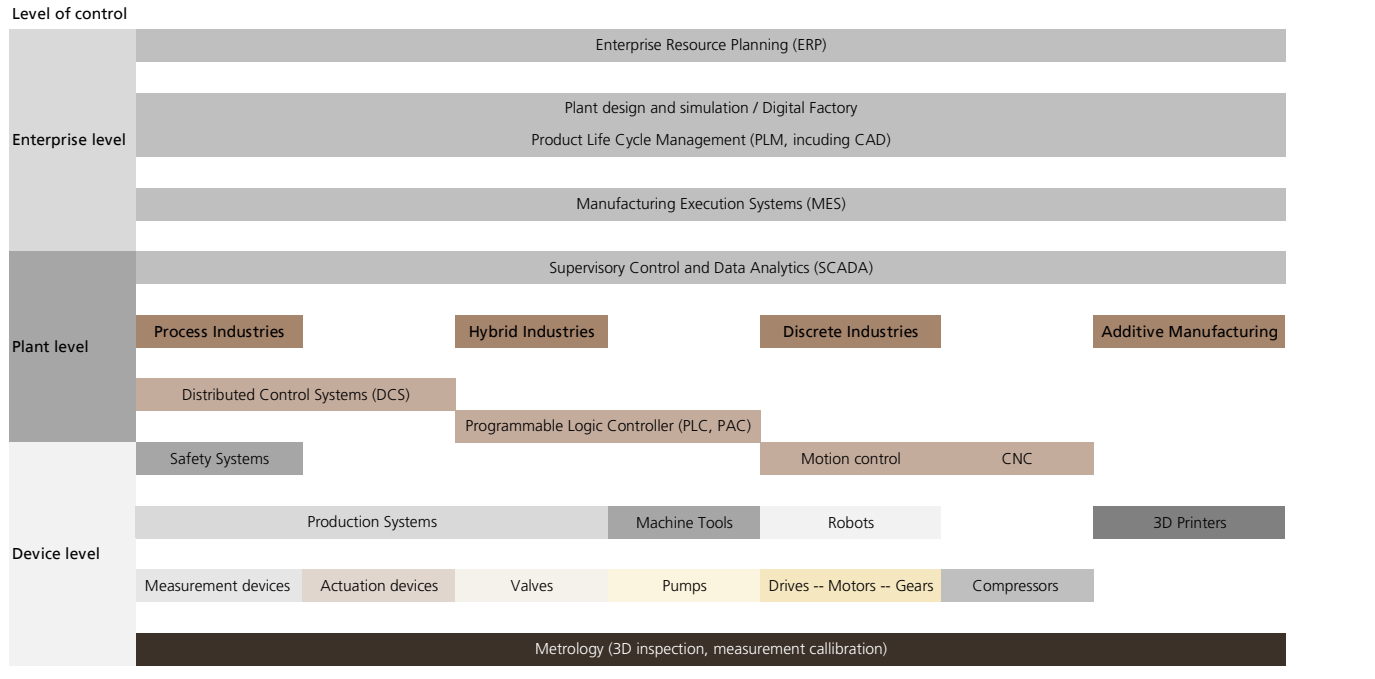 Level of control
Enterprise Resource Planning (ERP)
Plant design and simulation / Digital Factory
Enterprise level
Product Life Cycle Management (PLM, incuding CAD)
Manufacturing Execution Systems (MES)
Supervisory Control and Data Analytics (SCADA)
Plant level
Process Industries
Hybrid Industries
Discrete Industries
Additive Manufacturing
Distributed Control Systems (DCS)
Programmable Logic Controller (PLC, PAC)
Safety Systems
Motion control
CNC
Device level
Production Systems
Machine Tools
Robots
3D Printers
Measurement devices
Actuation devices
Valves
Pumps
Drives -- Motors -- Gears
Compressors
Metrology (3D inspection, measurement callibration)